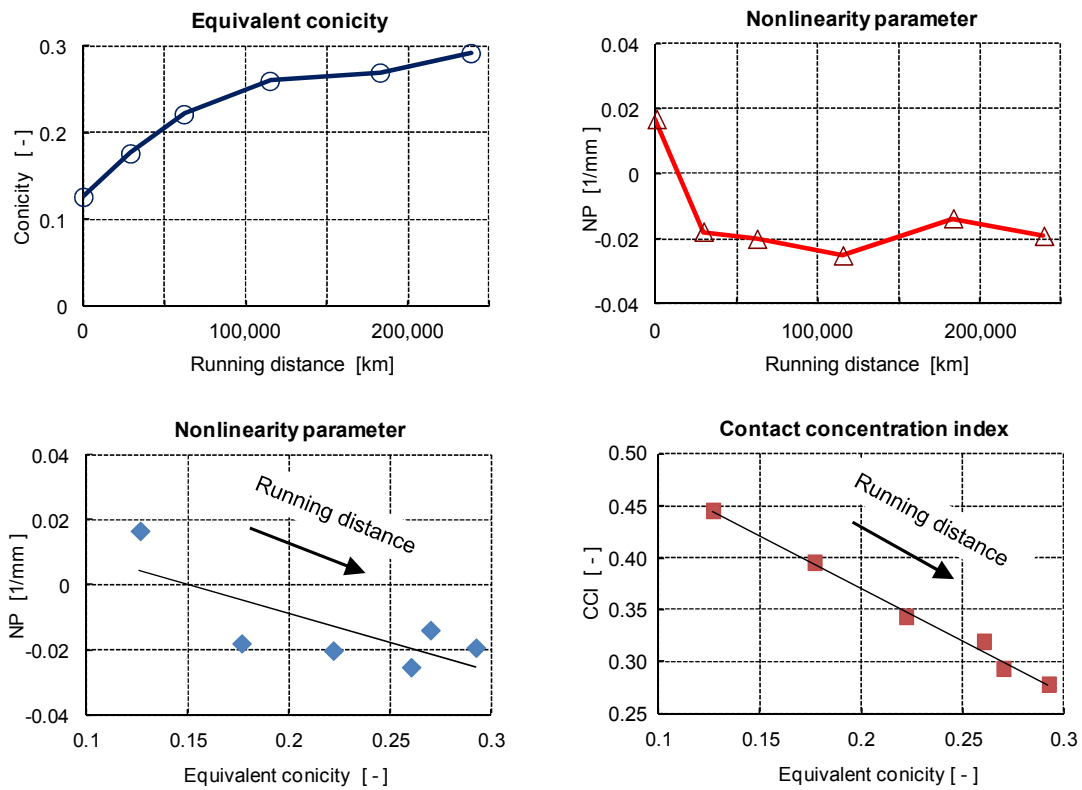 Equivalent conicity
0.3
0.2
0.1
0
Conicity [ - ]
0
100,000
200,000
Running distance [km]
Nonlinearity parameter
0.04
0.02
0
-0.02
-0.04
NP [1/mm]
0
100,000
200,000
Running distance [km]
Nonlinearity parameter
0.04
0.02
0
-0.02
-0.04
NP [1/mm]
Running distance
0.1
0.15
0.2
0.25
0.3
Equivalent conicity [ - ]
Contact concentration index
0.50
0.45
0.40
0.35
0.30
0.25
CCI [ - ]
Running distance
0.1
0.15
0.2
0.25
0.3
Equivalent conicity [ - ]